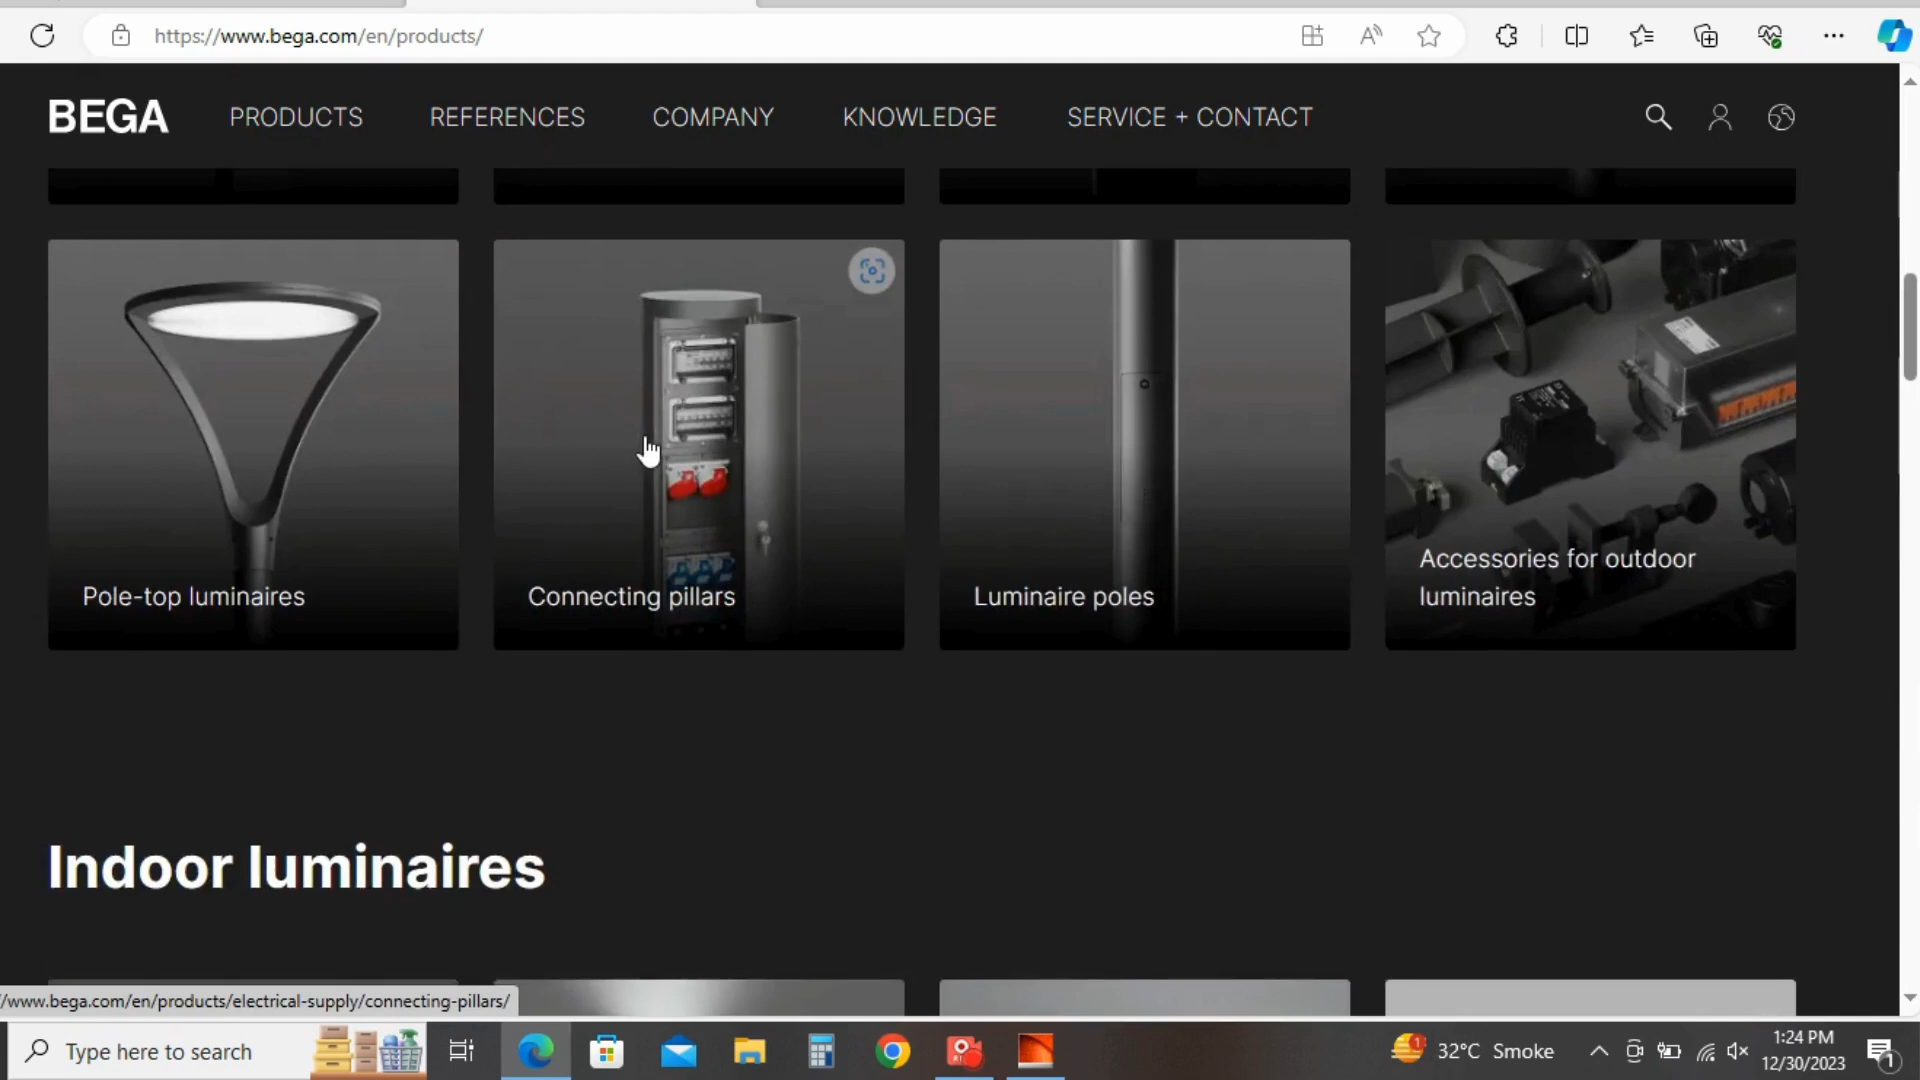 https://www.bega.com/en/products/
BEGA
PRODUCTS
REFERENCES
COMPANY
KNOWLEDGE
SERVICE + CONTACT
Pole-top luminaires
Connecting pillars
Luminaire poles
Accessories for outdoor
luminaires
Indoor luminaires
/www.bega.com/en/products/electrical-supply/connecting-pillars/
Type here to search
1
32°C Smoke
1:24 PM
12/30/2023
1